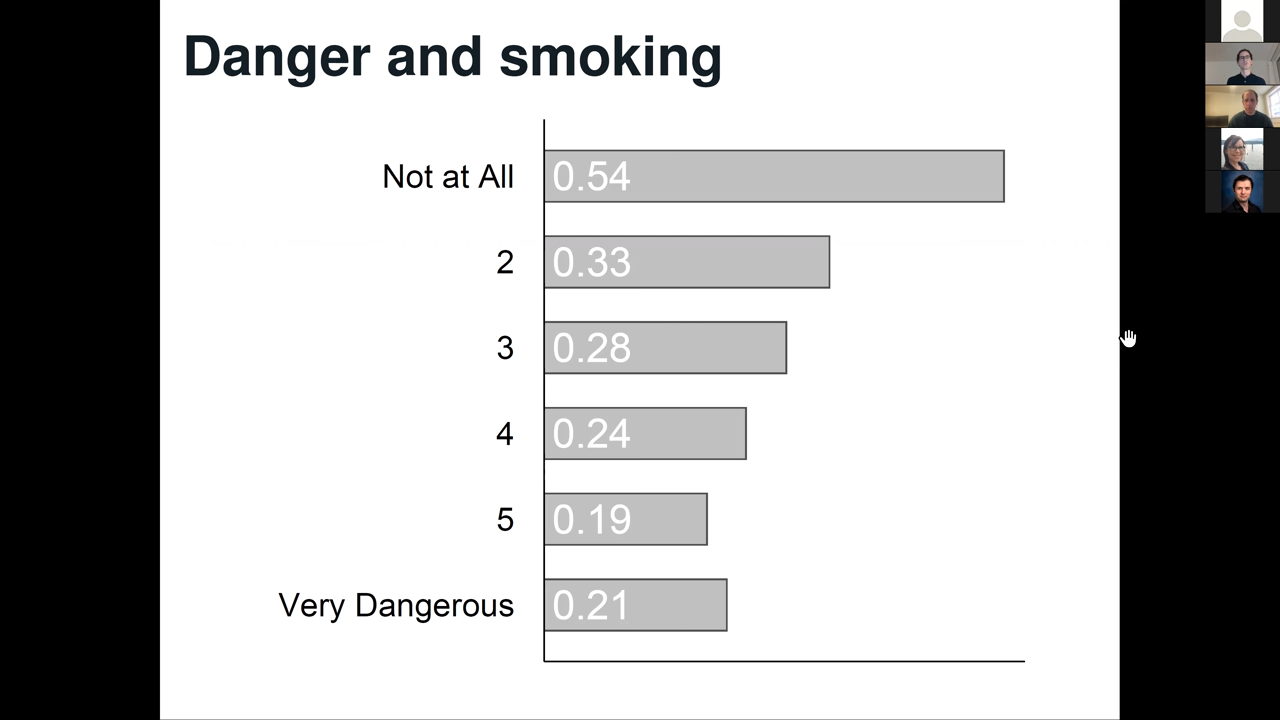 Danger and smoking
Not at All 0.54
2 0.33
3 0.28
4 0.24
5 0.19
Very Dangerous 0.21